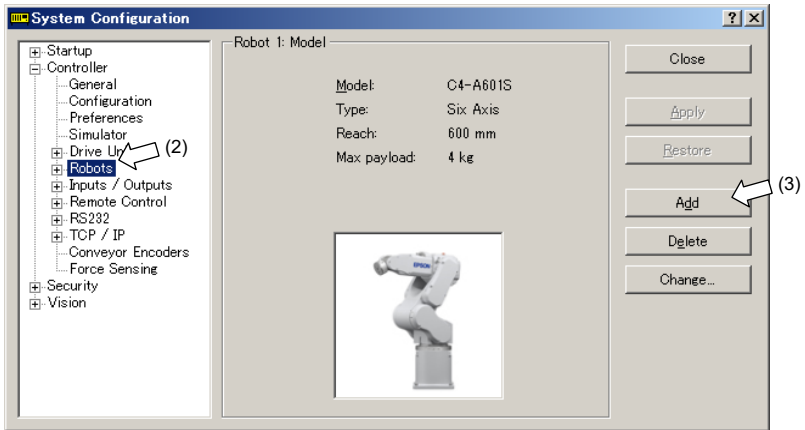 System Configuration
Startup
Controller
General
Configuration
Preferences
Simulator
Drive
Robots
(2)
Inputs / Outputs
Remote Control
RS232
TCP / IP
Conveyor Encoders
Force Sensing
Security
Vision
Robot 1: Model
Model: C4-A601S
Type: Six Axis
Reach: 600 mm
Max payload: 4 kg
EPSON
Close
Apply
Restore
Add
(3)
Delete
Change...